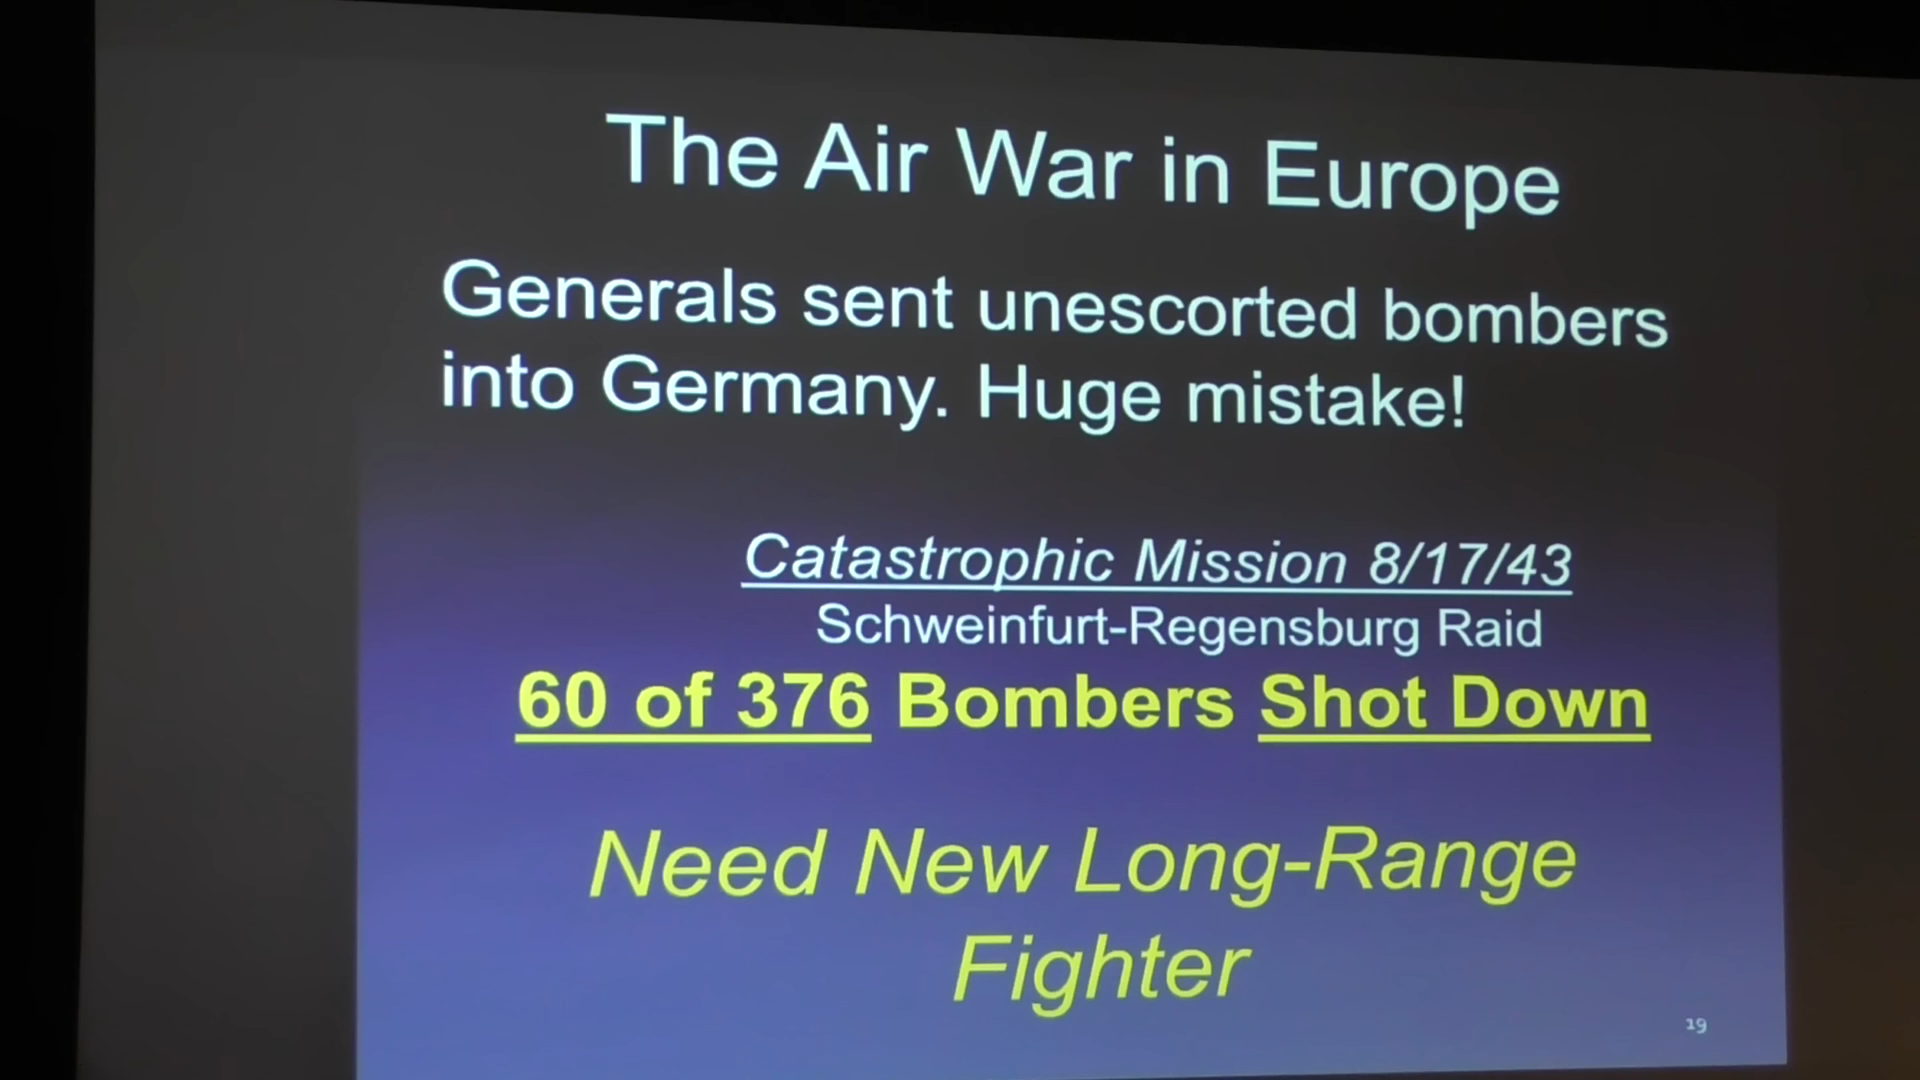 The Air War in Europe
Generals sent unescorted bombers
into Germany. Huge mistake!
Catastrophic Mission 8/17/43
Schweinfurt-Regensburg Raid
60 of 376 Bombers Shot Down
Need New Long-Range
Fighter
19